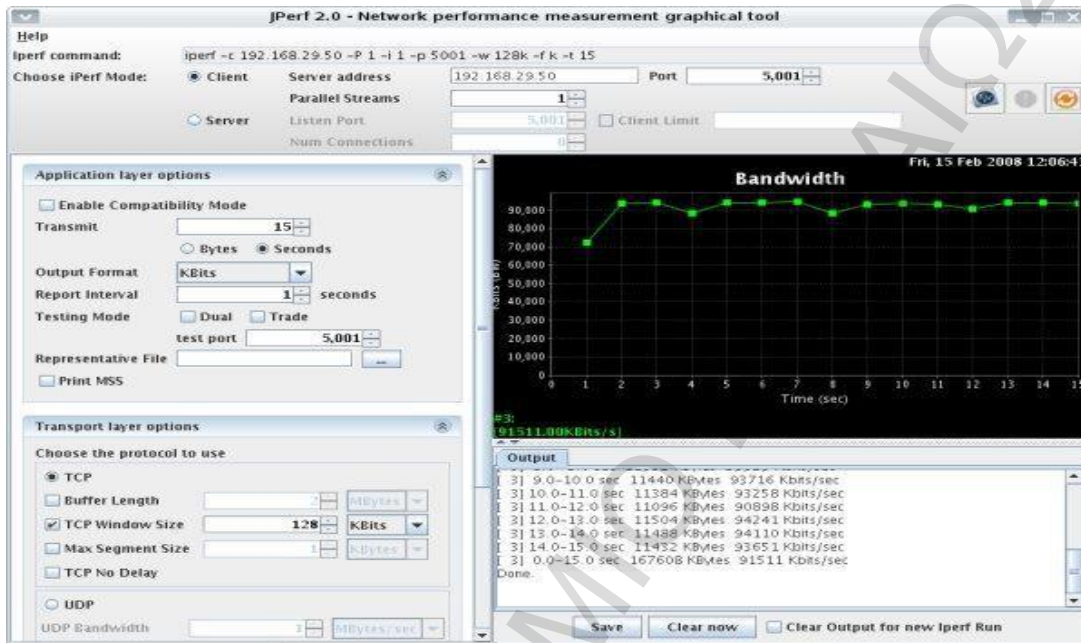 JPerf 2.0 - Network performance measurement graphical tool
Help
Iperf command: iperf -c 192.168.29.50 -P 1 -i 1 -p 5001 -w 128k -f k -t 15
Choose iPerf Mode: Client Server address 192.168.29.50 Port 5,001
Parallel Streams 1
Server Listen Port 5,001 Client Limit
Num Connections 0
Application layer options
Enable Compatibility Mode
Transmit 15
Bytes Seconds
Output Format KBits
Report Interval 1 seconds
Testing Mode Dual Trade
test port 5,001
Representative File ...
Print MSS
Transport layer options
Choose the protocol to use
TCP
Buffer Length 2 MBytes
TCP Window Size 128 KBits
Max Segment Size 1 KBytes
TCP No Delay
UDP
UDP Bandwidth 1 MBytes/sec
Fri, 15 Feb 2008 12:06:4
Bandwidth
90,000
80,000
70,000
60,000
50,000
40,000
30,000
20,000
10,000
0
0 1 2 3 4 5 6 7 8 9 10 11 12 13 14 15
Time (sec)
#3:
[91511.00KBits/s]
Output
[ 3] 9.0-10.0 sec 11440 KBytes 93716 Kbits/sec
[ 3] 10.0-11.0 sec 11384 KBytes 93258 Kbits/sec
[ 3] 11.0-12.0 sec 11096 KBytes 90898 Kbits/sec
[ 3] 12.0-13.0 sec 11504 KBytes 94241 Kbits/sec
[ 3] 13.0-14.0 sec 11488 KBytes 94110 Kbits/sec
[ 3] 14.0-15.0 sec 11432 KBytes 93651 Kbits/sec
[ 3] 0.0-15.0 sec 167608 KBytes 91511 Kbits/sec
Done.
Save Clear now Clear Output for new Iperf Run